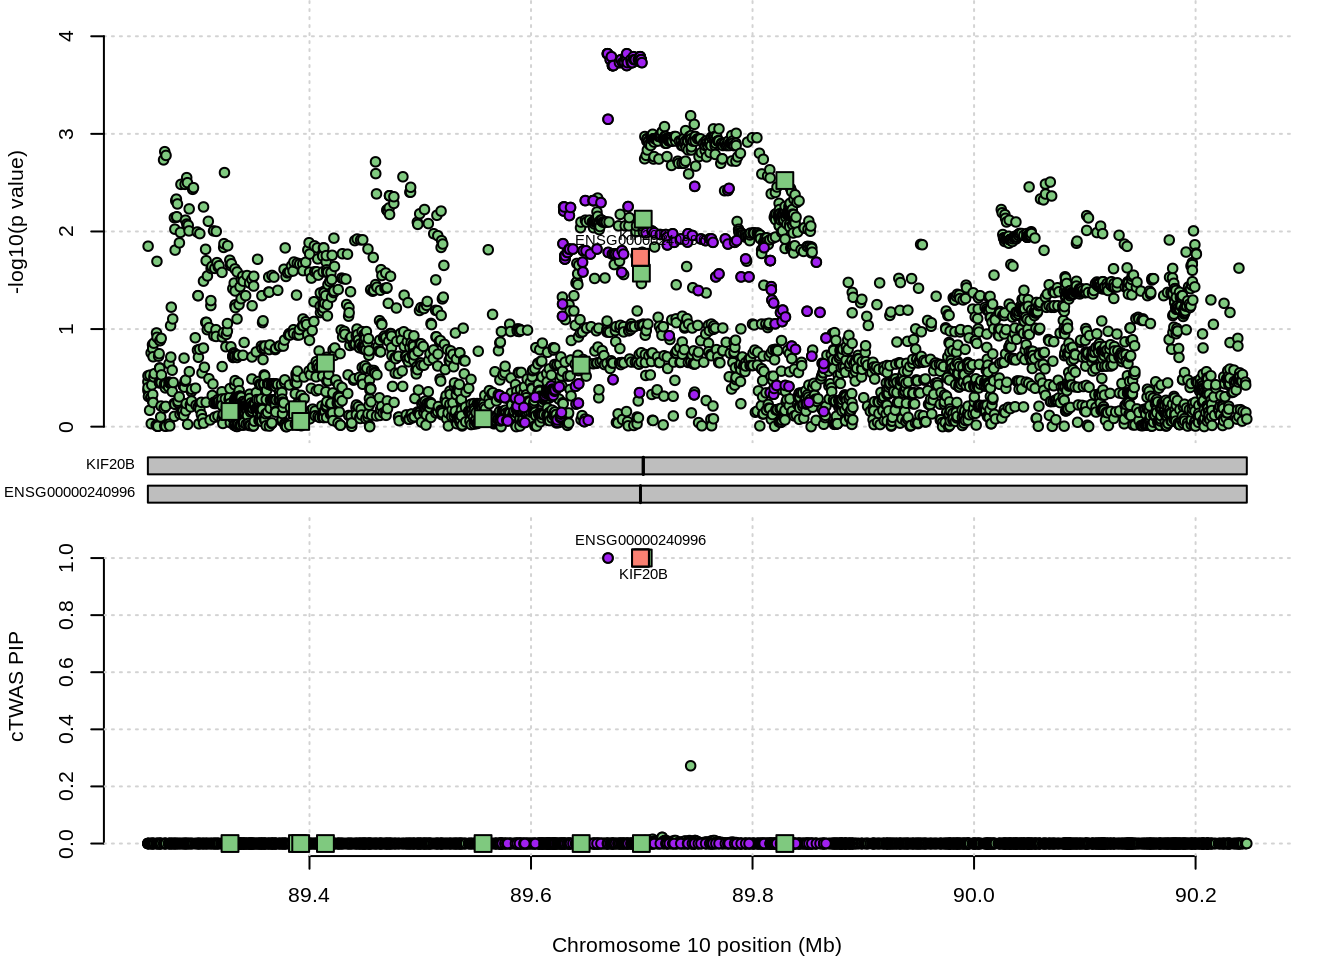 4
3
2
1
0
-log10(p value)
KIF20B
ENSG00000240996
KIF20B
ENSG00000240996
1.0
0.8
0.6
0.4
0.2
0.0
cTWAS PIP
ENSG00000240996
KIF20B
89.4 89.6 89.8 90.0 90.2
Chromosome 10 position (Mb)